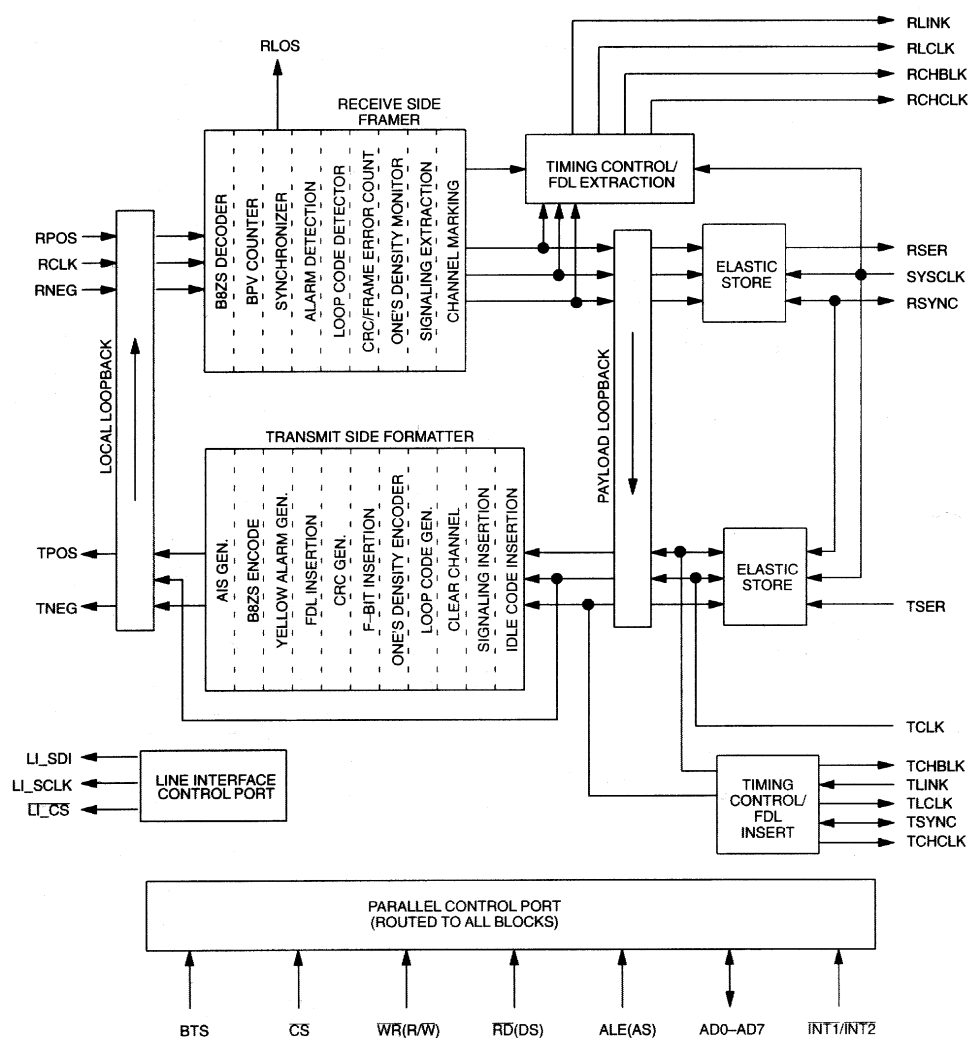 RLINK
RLCLK
RCHBLK
RCHCLK
RLOS
RECEIVE SIDE
FRAMER
B8ZS DECODER
BPV COUNTER
SYNCHRONIZER
ALARM DETECTION
LOOP CODE DETECTOR
CRC/FRAME ERROR COUNT
ONE'S DENSITY MONITOR
SIGNALING EXTRACTION
CHANNEL MARKING
TIMING CONTROL/
FDL EXTRACTION
RPOS
RCLK
RNEG
LOCAL LOOPBACK
PAYLOAD LOOPBACK
ELASTIC
STORE
RSER
SYSCLK
RSYNC
TRANSMIT SIDE FORMATTER
AIS GEN.
B8ZS ENCODE
YELLOW ALARM GEN.
FDL INSERTION
CRC GEN.
F–BIT INSERTION
ONE'S DENSITY ENCODER
LOOP CODE GEN.
CLEAR CHANNEL
SIGNALING INSERTION
IDLE CODE INSERTION
TPOS
TNEG
ELASTIC
STORE
TSER
TCLK
LI_SDI
LI_SCLK
LI_CS
LINE INTERFACE
CONTROL PORT
TIMING
CONTROL/
FDL
INSERT
TCHBLK
TLINK
TLCLK
TSYNC
TCHCLK
PARALLEL CONTROL PORT
(ROUTED TO ALL BLOCKS)
BTS
CS
WR(R/W)
RD(DS)
ALE(AS)
AD0–AD7
INT1/INT2